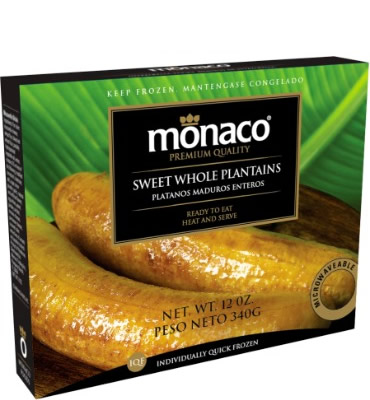 KEEP FROZEN. MANTENGASE CONGELADO
monaco®
PREMIUM QUALITY
SWEET WHOLE PLANTAINS
PLATANOS MADUROS ENTEROS
READY TO EAT
HEAT AND SERVE
MICROWAVEABLE
NET. WT. 12 OZ.
PESO NETO 340G
IQF INDIVIDUALLY QUICK FROZEN